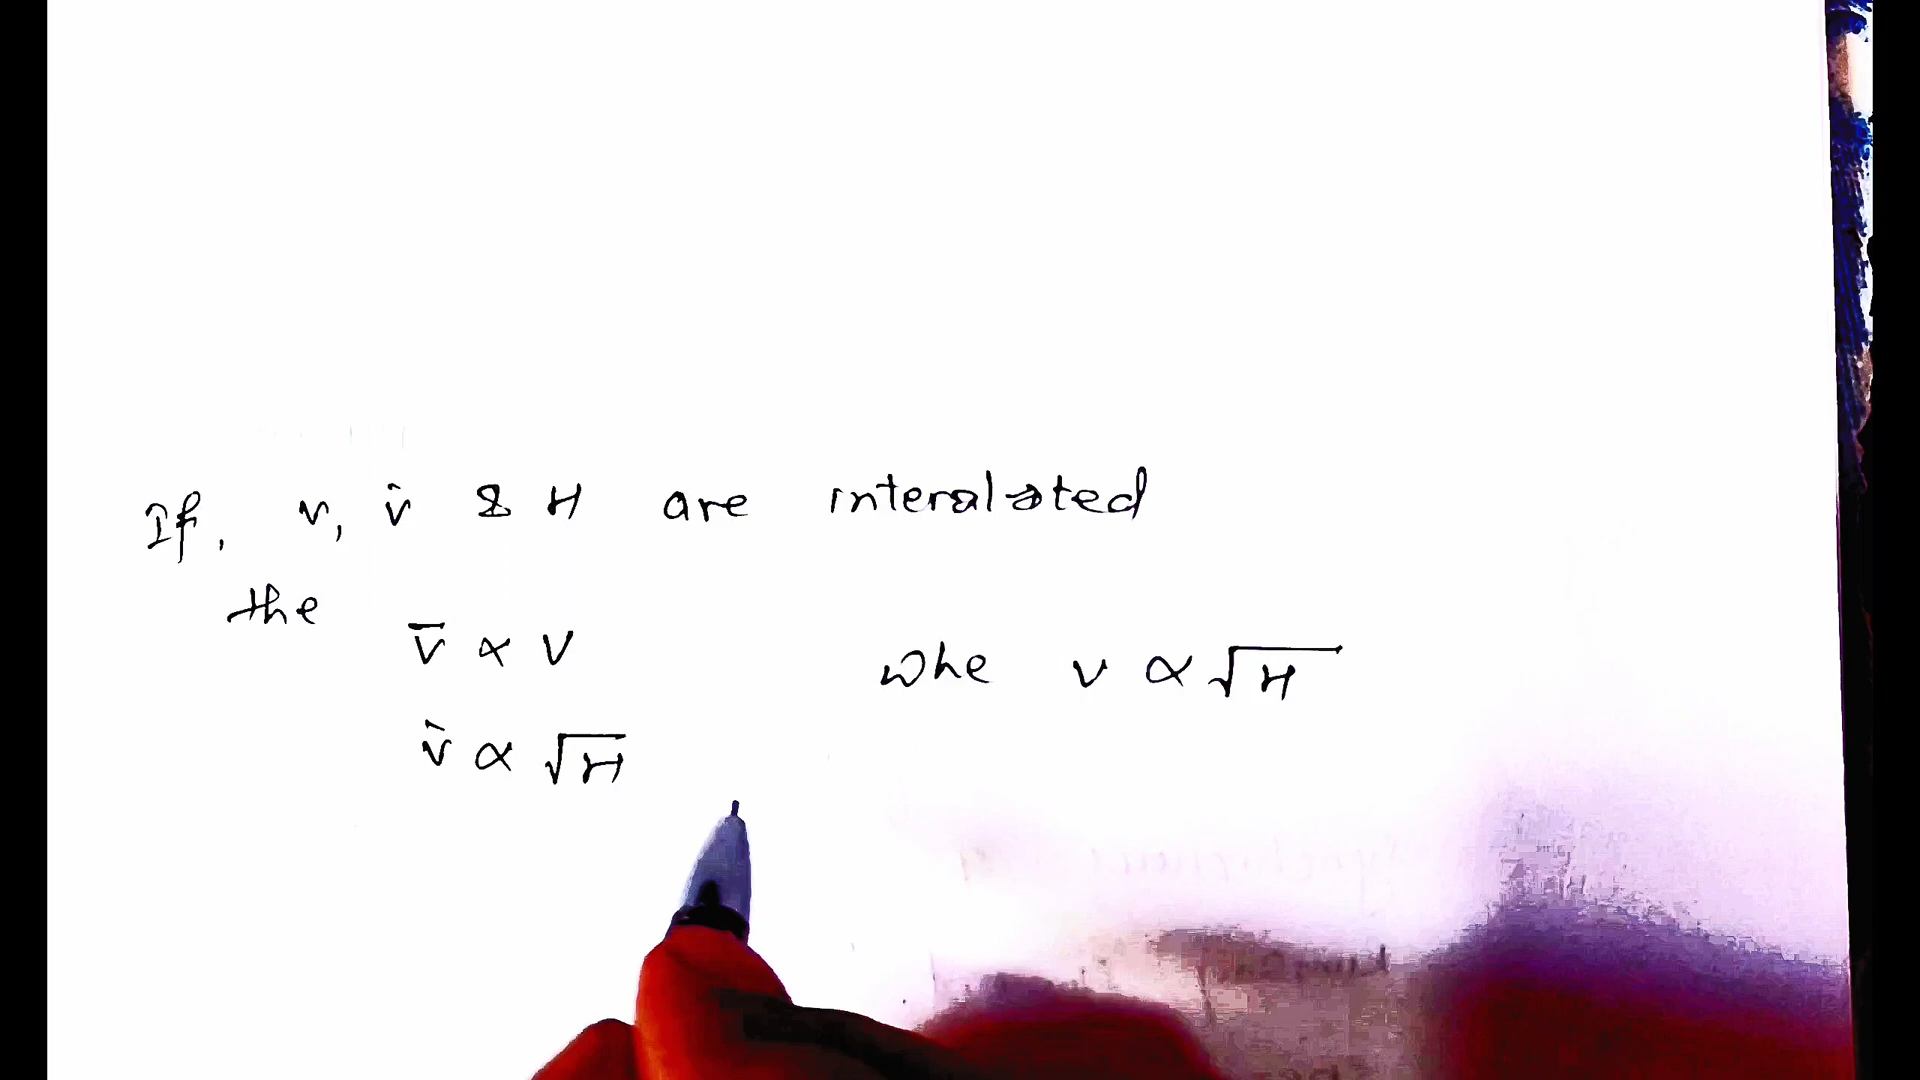 If, v, v̄ & H are interalated
the
v̄ ∝ V whe v ∝ √H
v̄ ∝ √H